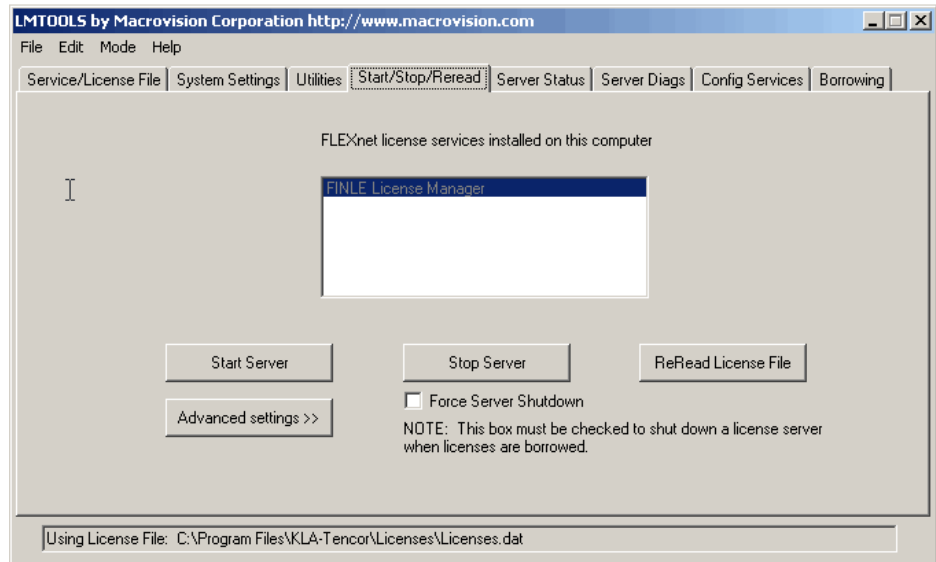 LMTOOLS by Macrovision Corporation http://www.macrovision.com
File Edit Mode Help
Service/License File System Settings Utilities Start/Stop/Reread Server Status Server Diags Config Services Borrowing
FLEXnet license services installed on this computer
FINLE License Manager
Start Server Stop Server ReRead License File
Force Server Shutdown
Advanced settings >>
NOTE: This box must be checked to shut down a license server
when licenses are borrowed.
Using License File: C:\Program Files\KLA-Tencor\Licenses\Licenses.dat